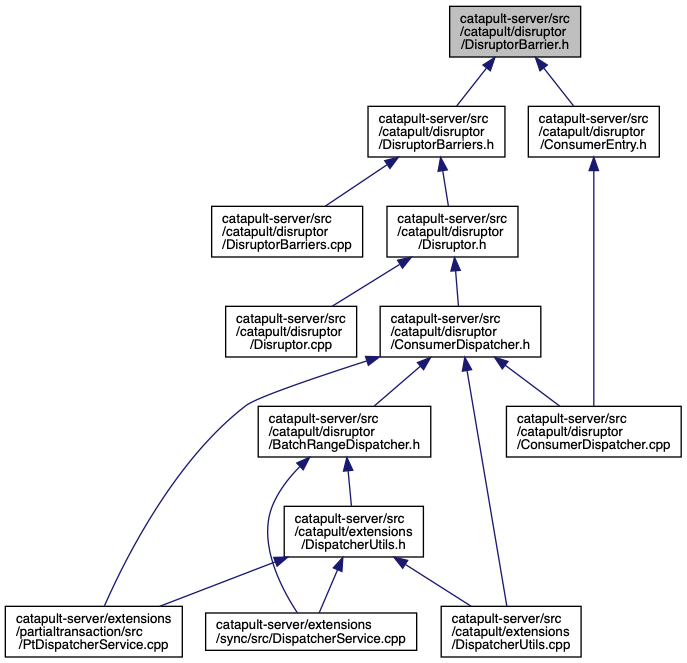 catapult-server/src
/catapult/disruptor
/DisruptorBarrier.h
catapult-server/src
/catapult/disruptor
/DisruptorBarriers.h
catapult-server/src
/catapult/disruptor
/ConsumerEntry.h
catapult-server/src
/catapult/disruptor
/DisruptorBarriers.cpp
catapult-server/src
/catapult/disruptor
/Disruptor.h
catapult-server/src
/catapult/disruptor
/Disruptor.cpp
catapult-server/src
/catapult/disruptor
/ConsumerDispatcher.h
catapult-server/src
/catapult/disruptor
/BatchRangeDispatcher.h
catapult-server/src
/catapult/disruptor
/ConsumerDispatcher.cpp
catapult-server/src
/catapult/extensions
/DispatcherUtils.h
catapult-server/extensions
/partialtransaction/src
/PtDispatcherService.cpp
catapult-server/extensions
/sync/src/DispatcherService.cpp
catapult-server/src
/catapult/extensions
/DispatcherUtils.cpp